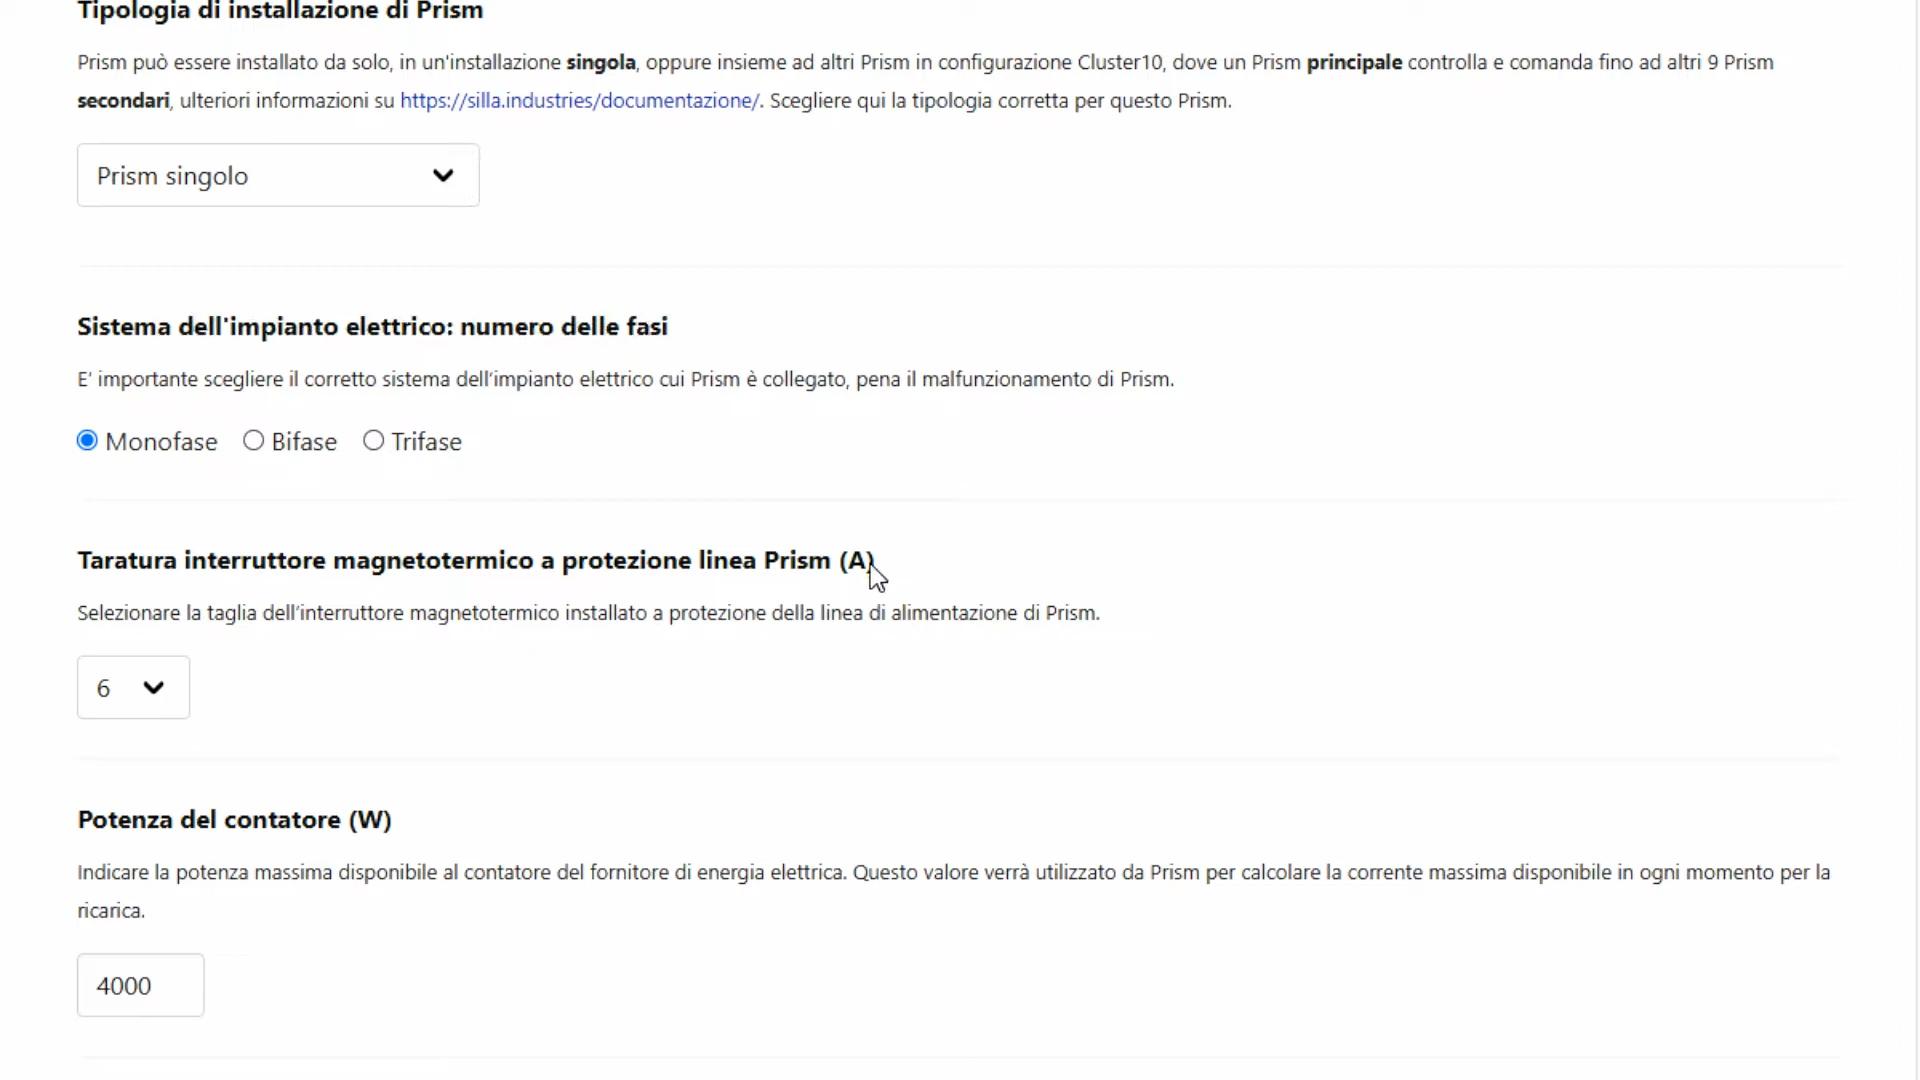 Tipologia di installazione di Prism
Prism può essere installato da solo, in un'installazione singola, oppure insieme ad altri Prism in configurazione Cluster10, dove un Prism principale controlla e comanda fino ad altri 9 Prism
secondari, ulteriori informazioni su https://silla.industries/documentazione/. Scegliere qui la tipologia corretta per questo Prism.
Prism singolo
Sistema dell'impianto elettrico: numero delle fasi
E' importante scegliere il corretto sistema dell'impianto elettrico cui Prism è collegato, pena il malfunzionamento di Prism.
Monofase Bifase Trifase
Taratura interruttore magnetotermico a protezione linea Prism (A)
Selezionare la taglia dell'interruttore magnetotermico installato a protezione della linea di alimentazione di Prism.
6
Potenza del contatore (W)
Indicare la potenza massima disponibile al contatore del fornitore di energia elettrica. Questo valore verrà utilizzato da Prism per calcolare la corrente massima disponibile in ogni momento per la
ricarica.
4000